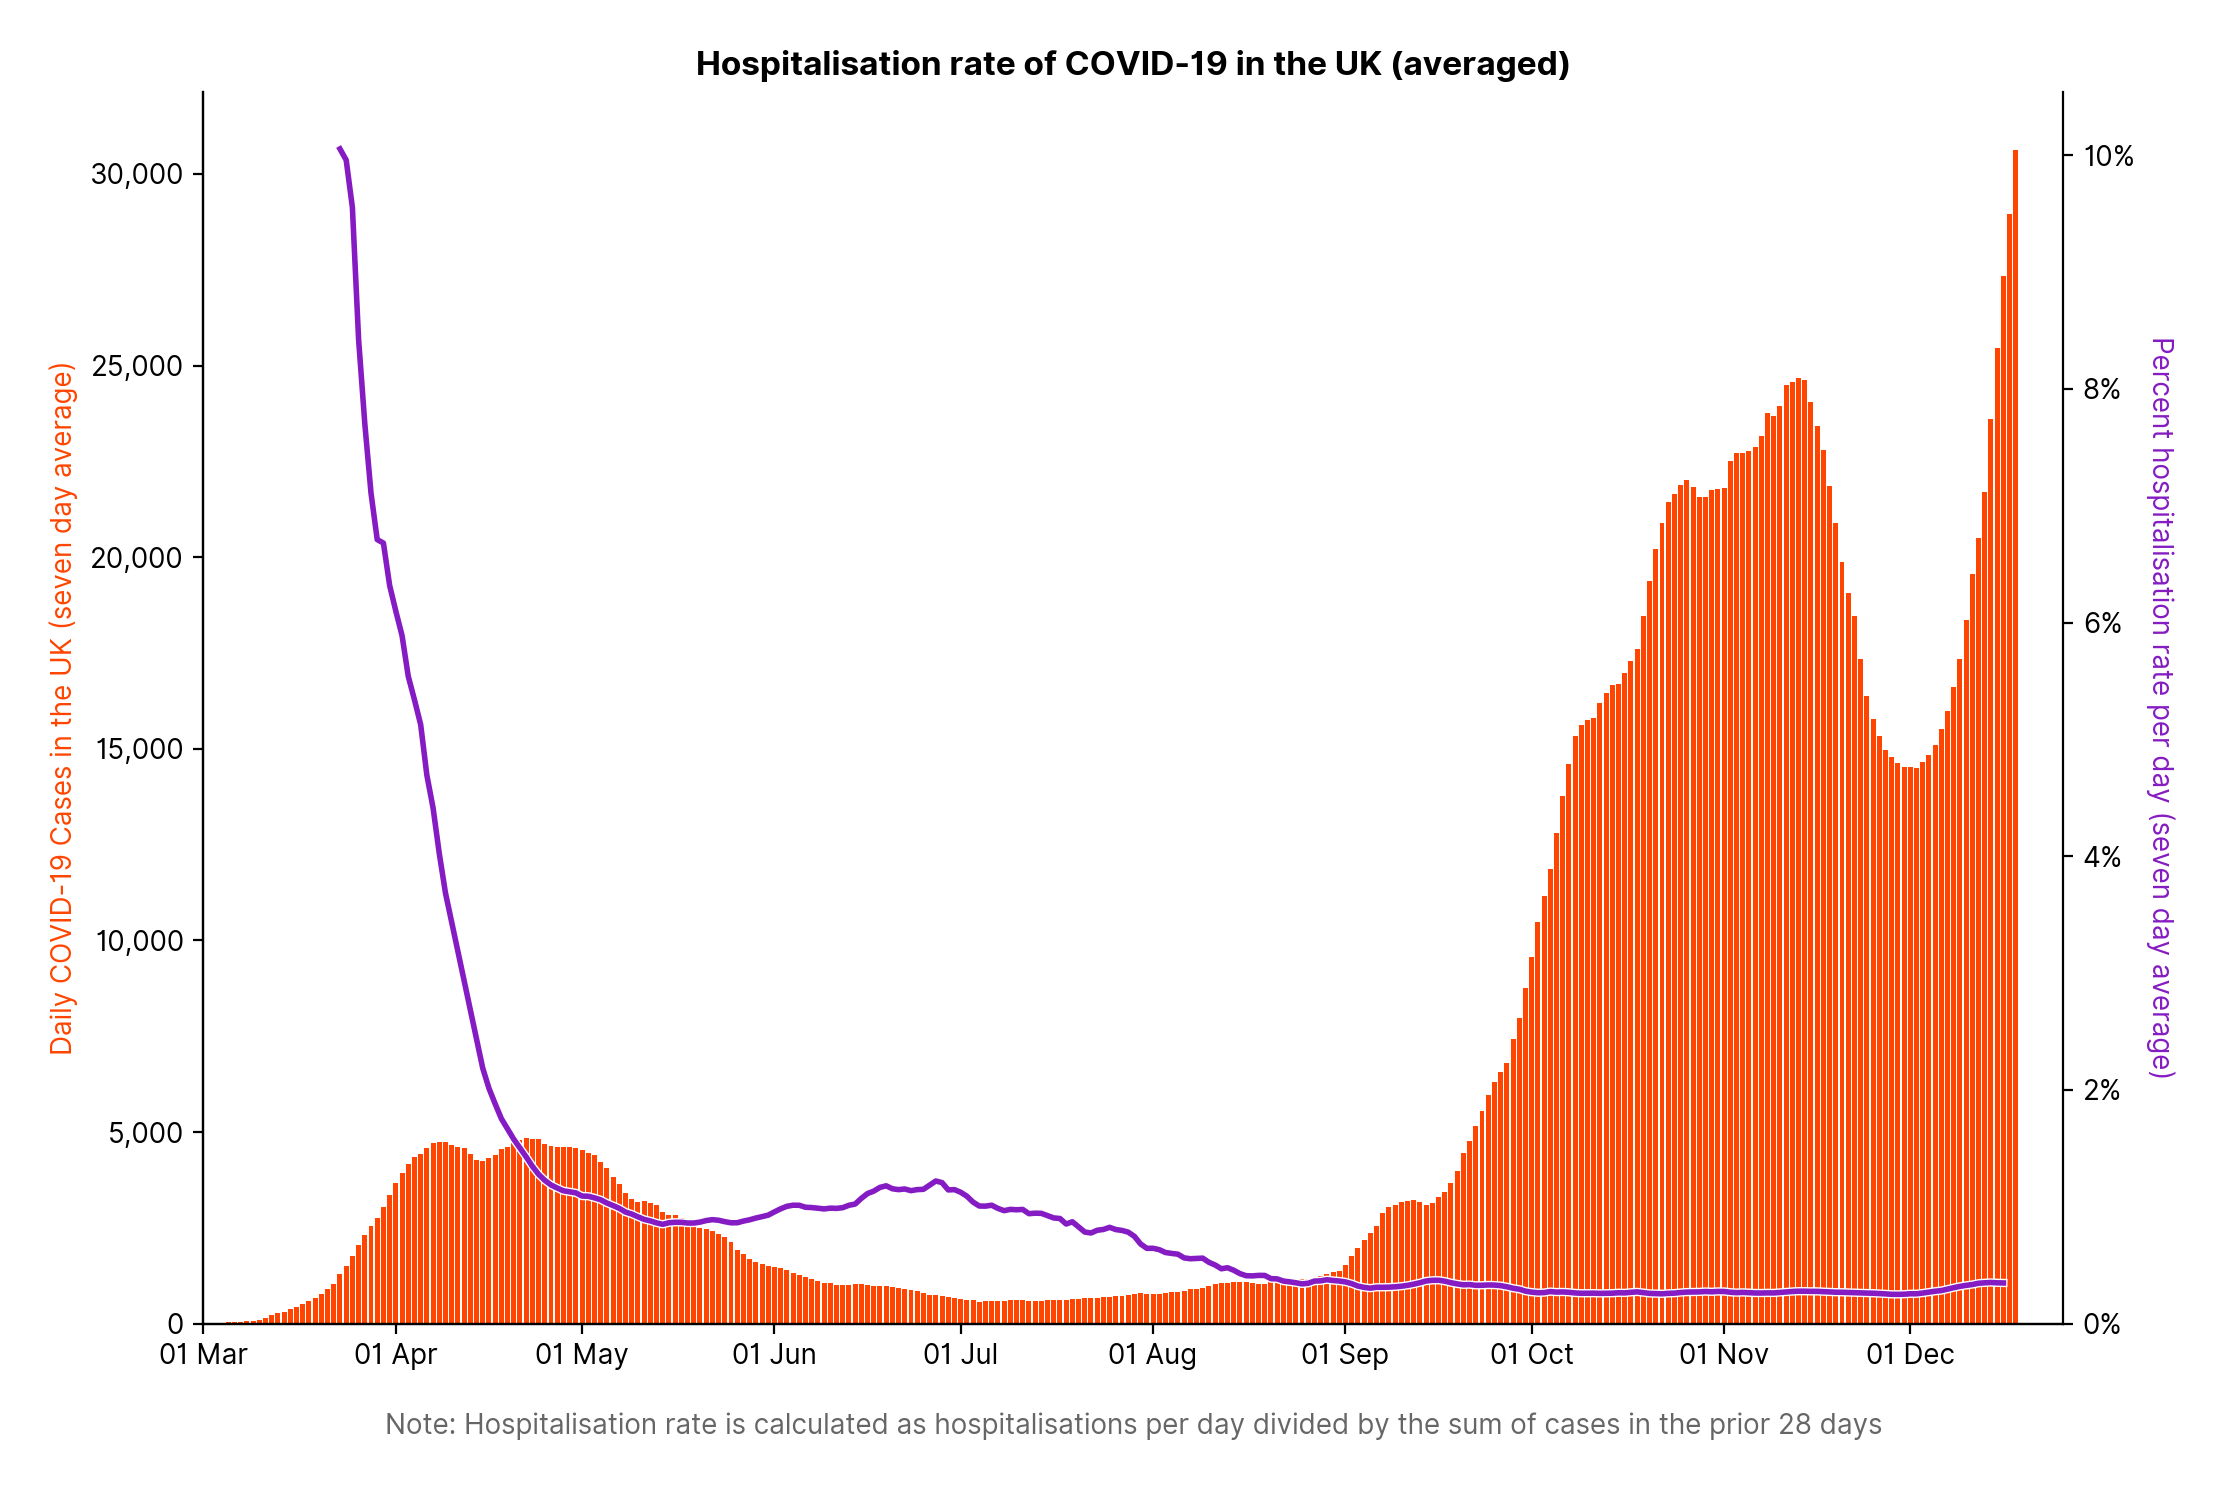 Hospitalisation rate of COVID-19 in the UK (averaged)
Daily COVID-19 Cases in the UK (seven day average)
30,000
25,000
20,000
15,000
10,000
5,000
0
10%
8%
6%
4%
2%
0%
Percent hospitalisation rate per day (seven day average)
01 Mar 01 Apr 01 May 01 Jun 01 Jul 01 Aug 01 Sep 01 Oct 01 Nov 01 Dec
Note: Hospitalisation rate is calculated as hospitalisations per day divided by the sum of cases in the prior 28 days